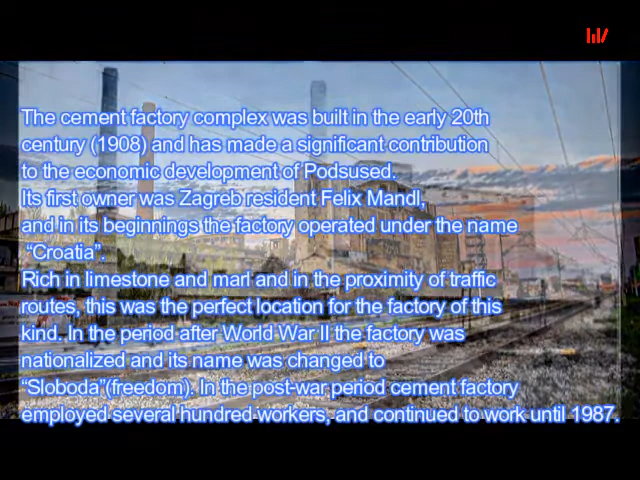 The cement factory complex was built in the early 20th
century (1908) and has made a significant contribution
to the economic development of Podsused.
Its first owner was Zagreb resident Felix Mandl,
and in its beginnings the factory operated under the name
“Croatia”.
Rich in limestone and marl and in the proximity of traffic
routes, this was the perfect location for the factory of this
kind. In the period after World War II the factory was
nationalized and its name was changed to
“Sloboda”(freedom). In the post-war period cement factory
employed several hundred workers, and continued to work until 1987.